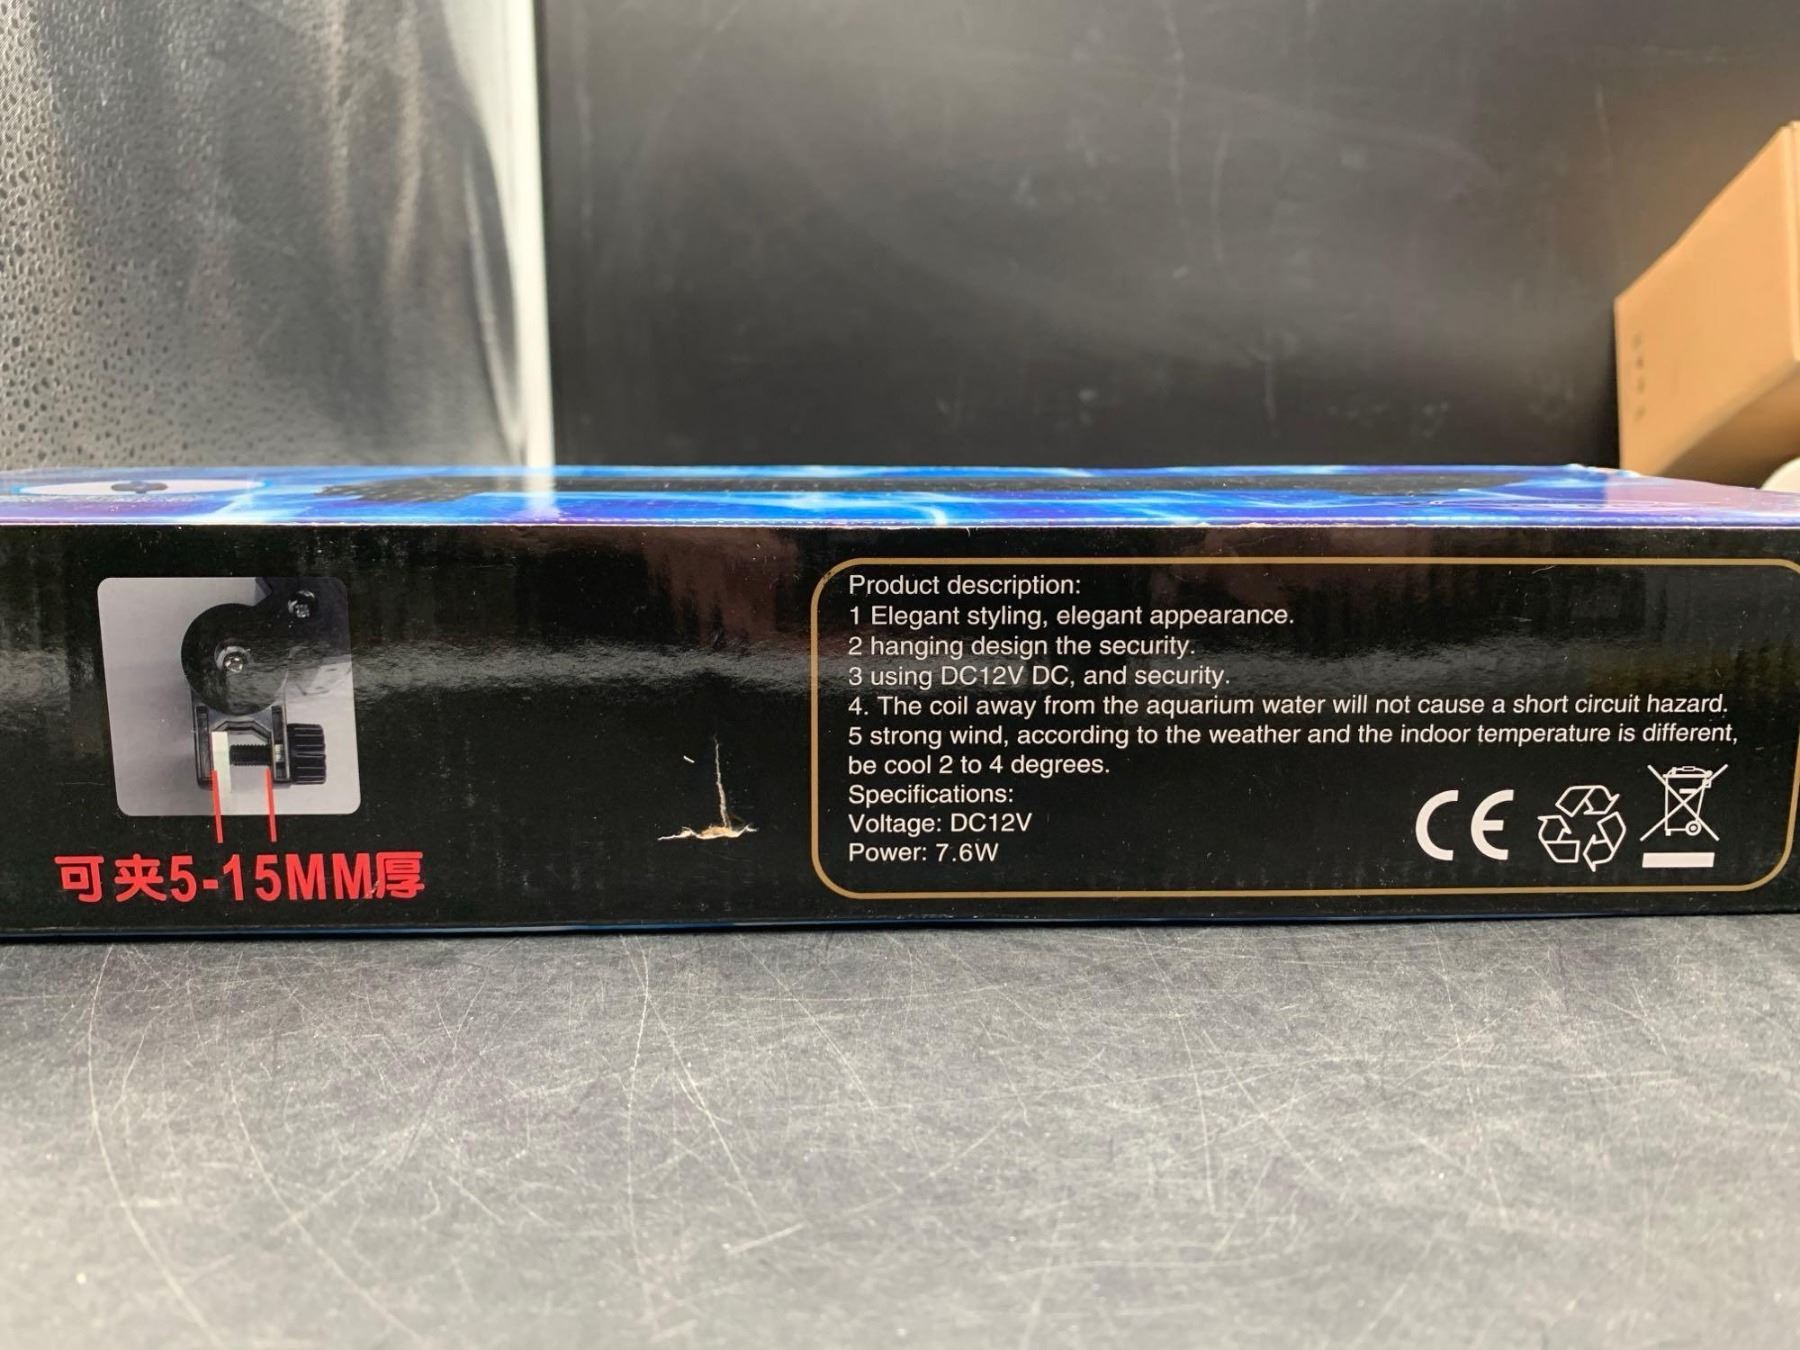 可夹5-15MM厚
Product description:
1 Elegant styling, elegant appearance.
2 hanging design the security.
3 using DC12V DC, and security.
4. The coil away from the aquarium water will not cause a short circuit hazard.
5 strong wind, according to the weather and the indoor temperature is different,
be cool 2 to 4 degrees.
Specifications:
Voltage: DC12V
Power: 7.6W
CE